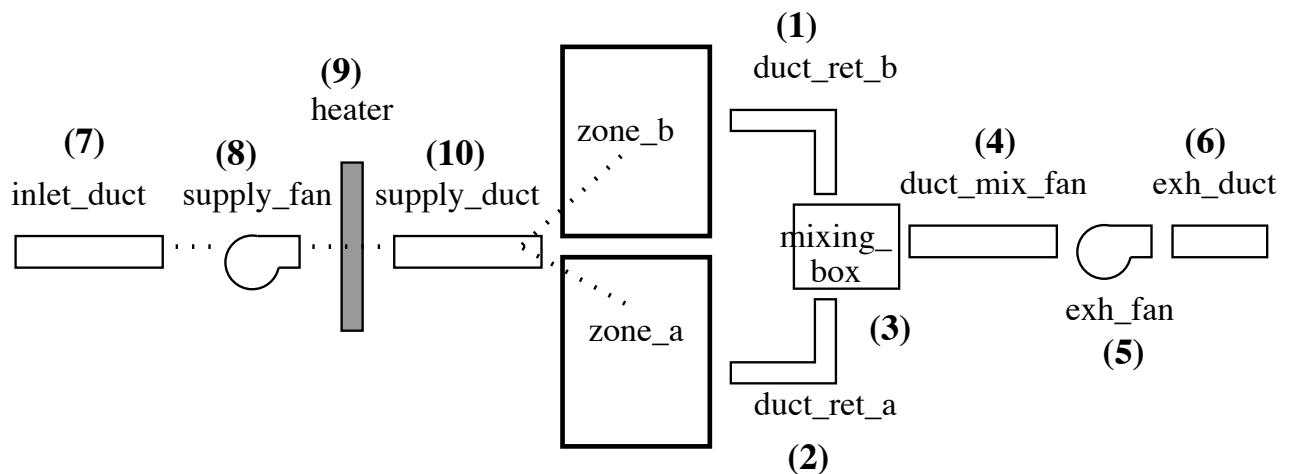 (7)
inlet_duct
(8)
supply_fan
(9)
heater
(10)
supply_duct
zone_b
zone_a
(1)
duct_ret_b
mixing_
box
(3)
duct_ret_a
(2)
(4)
duct_mix_fan
exh_fan
(5)
(6)
exh_duct